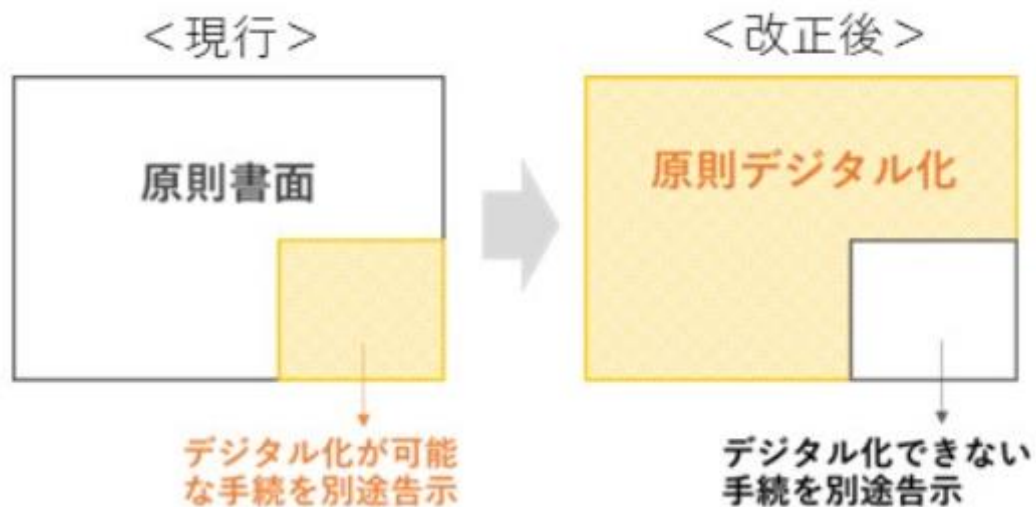 ＜現行＞
＜改正後＞
原則書面
原則デジタル化
デジタル化が可能
な手続を別途告示
デジタル化できない
手続を別途告示